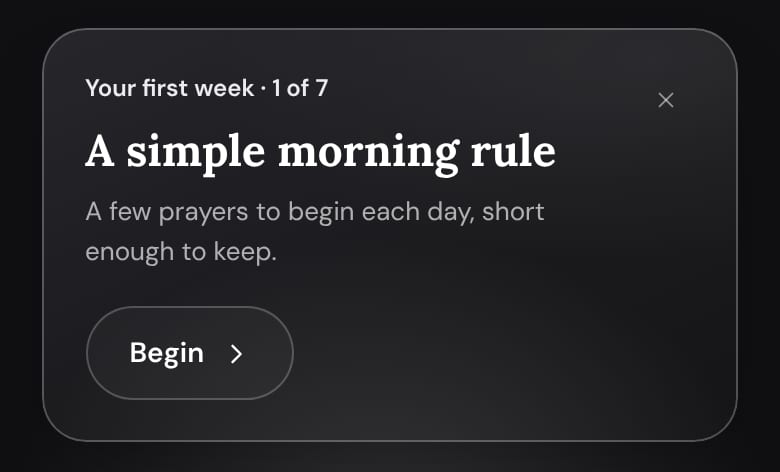 Your first week · 1 of 7
A simple morning rule
A few prayers to begin each day, short
enough to keep.
Begin